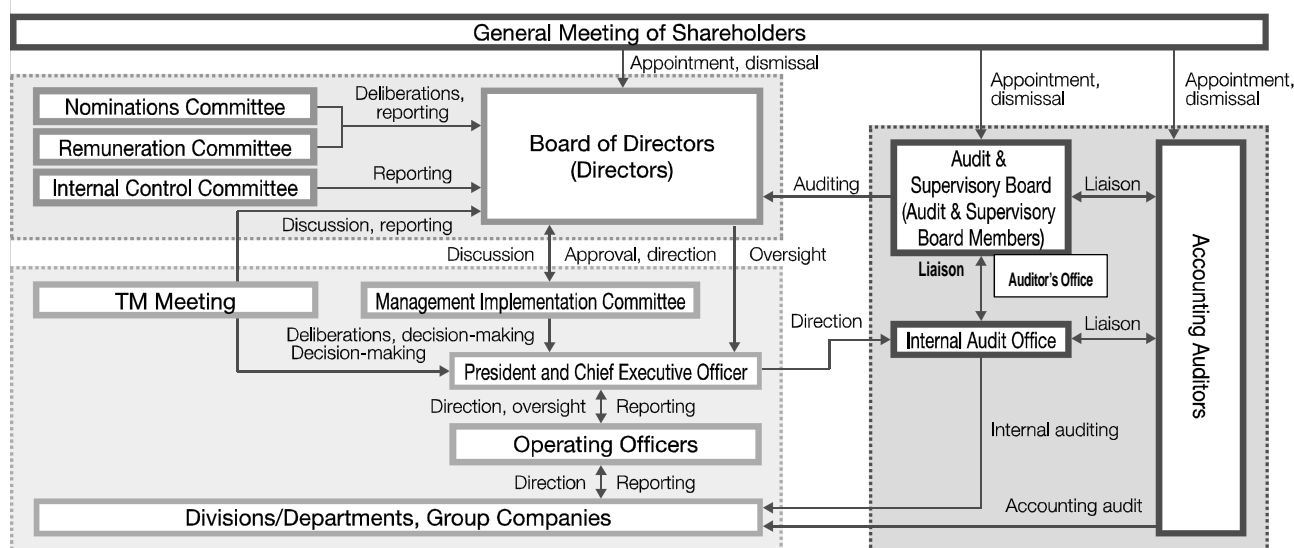 General Meeting of Shareholders
Appointment, dismissal
Appointment,
dismissal
Appointment,
dismissal
Nominations Committee
Remuneration Committee
Internal Control Committee
Deliberations,
reporting
Reporting
Discussion, reporting
Board of Directors
(Directors)
Auditing
Audit &
Supervisory Board
(Audit & Supervisory
Board Members)
Liaison
Accounting Auditors
Discussion
Approval, direction
Oversight
Liaison
Auditor's Office
TM Meeting
Management Implementation Committee
Direction
Internal Audit Office
Liaison
Deliberations, decision-making
Decision-making
President and Chief Executive Officer
Direction, oversight
Reporting
Internal auditing
Operating Officers
Direction
Reporting
Accounting audit
Divisions/Departments, Group Companies